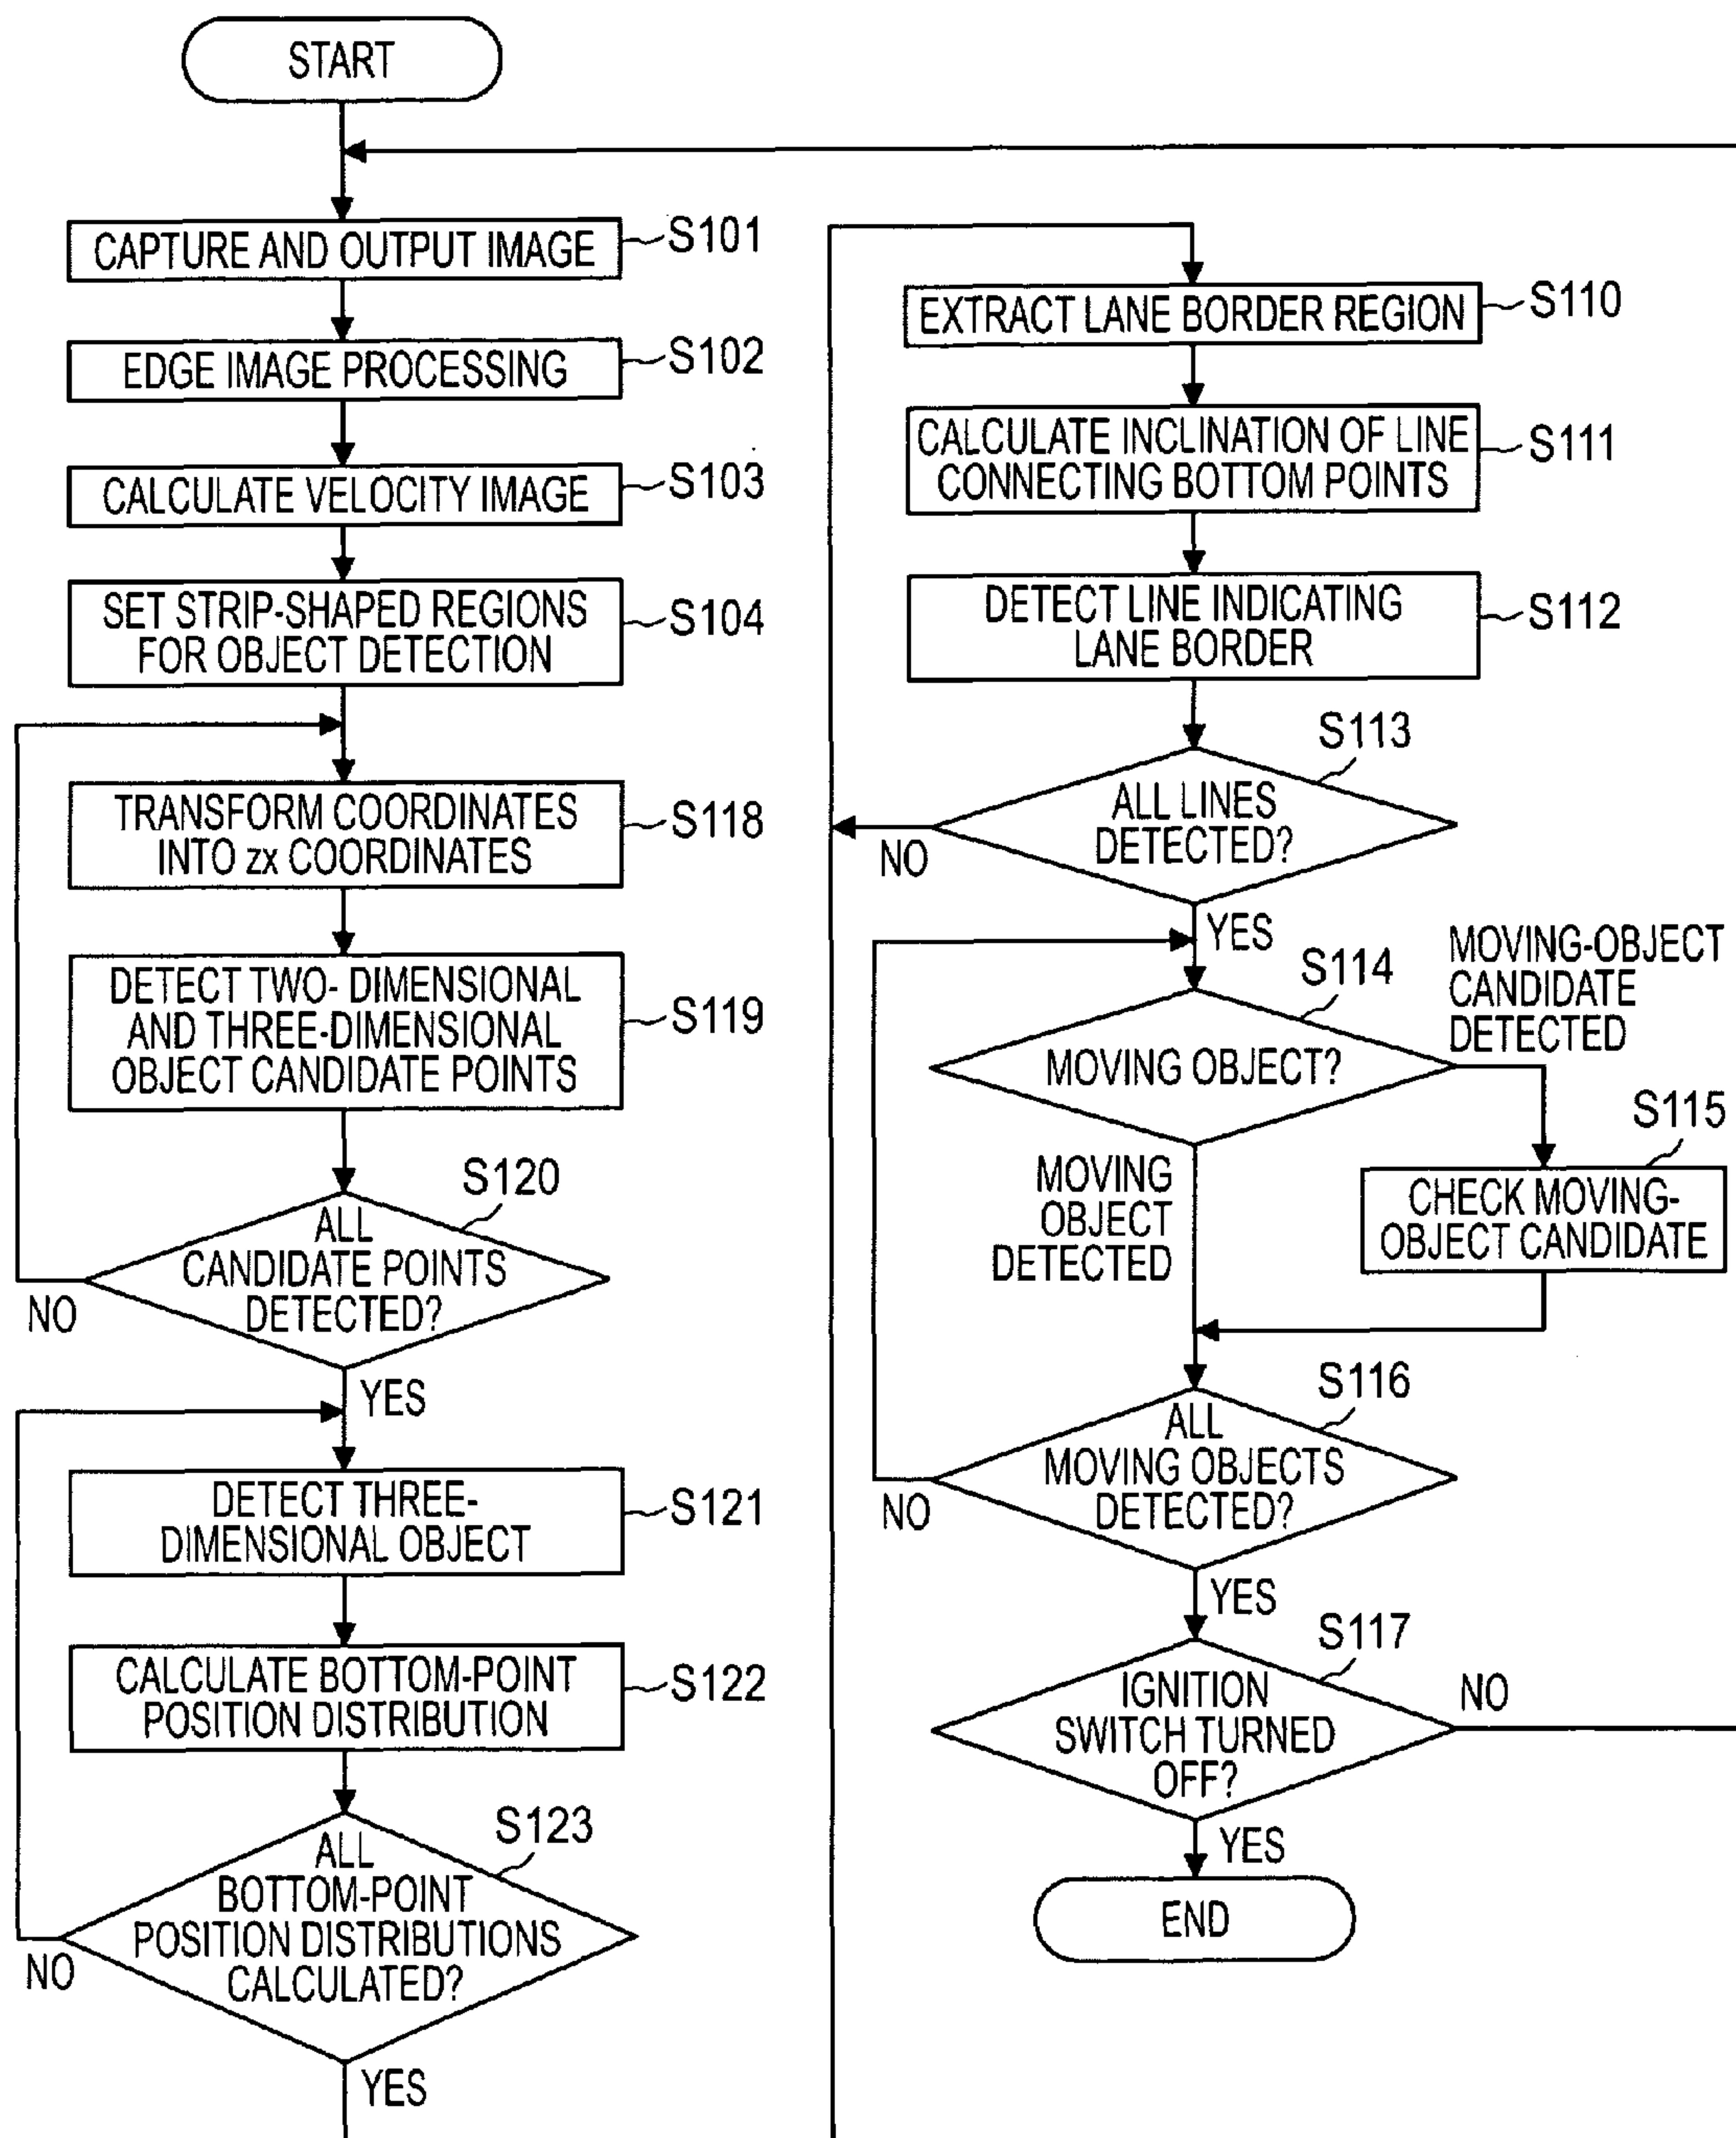 START
CAPTURE AND OUTPUT IMAGE
S101
EDGE IMAGE PROCESSING
S102
CALCULATE VELOCITY IMAGE
S103
SET STRIP-SHAPED REGIONS
FOR OBJECT DETECTION
S104
TRANSFORM COORDINATES
INTO zx COORDINATES
S118
DETECT TWO- DIMENSIONAL
AND THREE-DIMENSIONAL
OBJECT CANDIDATE POINTS
S119
S120
ALL
CANDIDATE POINTS
DETECTED?
NO
YES
DETECT THREE-
DIMENSIONAL OBJECT
S121
CALCULATE BOTTOM-POINT
POSITION DISTRIBUTION
S122
S123
ALL
BOTTOM-POINT
POSITION DISTRIBUTIONS
CALCULATED?
NO
YES
EXTRACT LANE BORDER REGION
S110
CALCULATE INCLINATION OF LINE
CONNECTING BOTTOM POINTS
S111
DETECT LINE INDICATING
LANE BORDER
S112
S113
ALL LINES
DETECTED?
NO
YES
S114
MOVING OBJECT?
MOVING-OBJECT
CANDIDATE
DETECTED
S115
CHECK MOVING-
OBJECT CANDIDATE
MOVING
OBJECT
DETECTED
S116
ALL
MOVING OBJECTS
DETECTED?
NO
YES
S117
IGNITION
SWITCH TURNED
OFF?
NO
YES
END